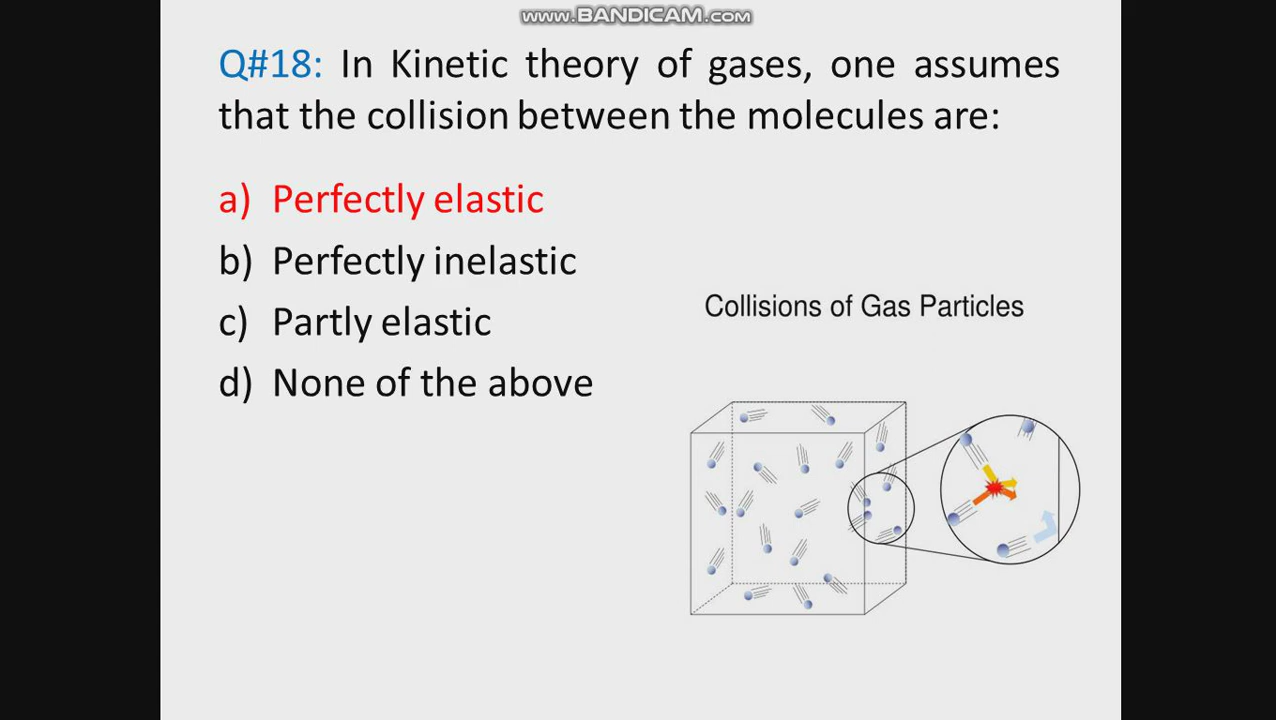 www.BANDICAM.com
Q#18: In Kinetic theory of gases, one assumes
that the collision between the molecules are:
a) Perfectly elastic
b) Perfectly inelastic
c) Partly elastic
d) None of the above
Collisions of Gas Particles